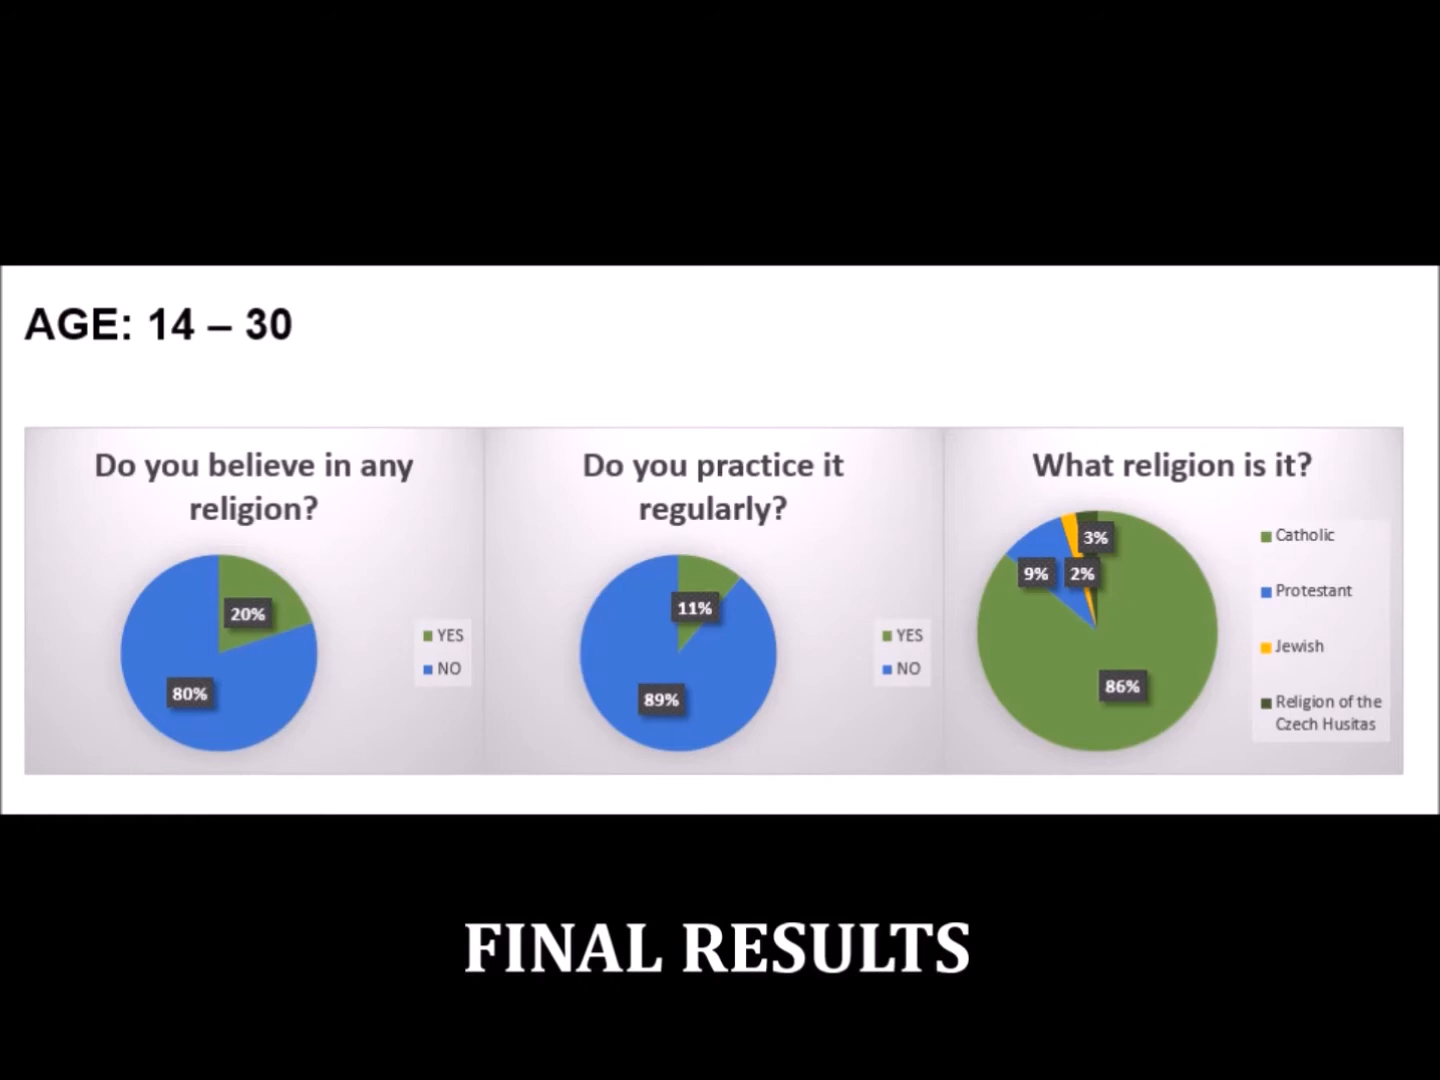 AGE: 14 – 30
Do you believe in any
religion?
20%
80%
YES
NO
Do you practice it
regularly?
11%
89%
YES
NO
What religion is it?
3%
9%
2%
86%
Catholic
Protestant
Jewish
Religion of the
Czech Husitas
FINAL RESULTS